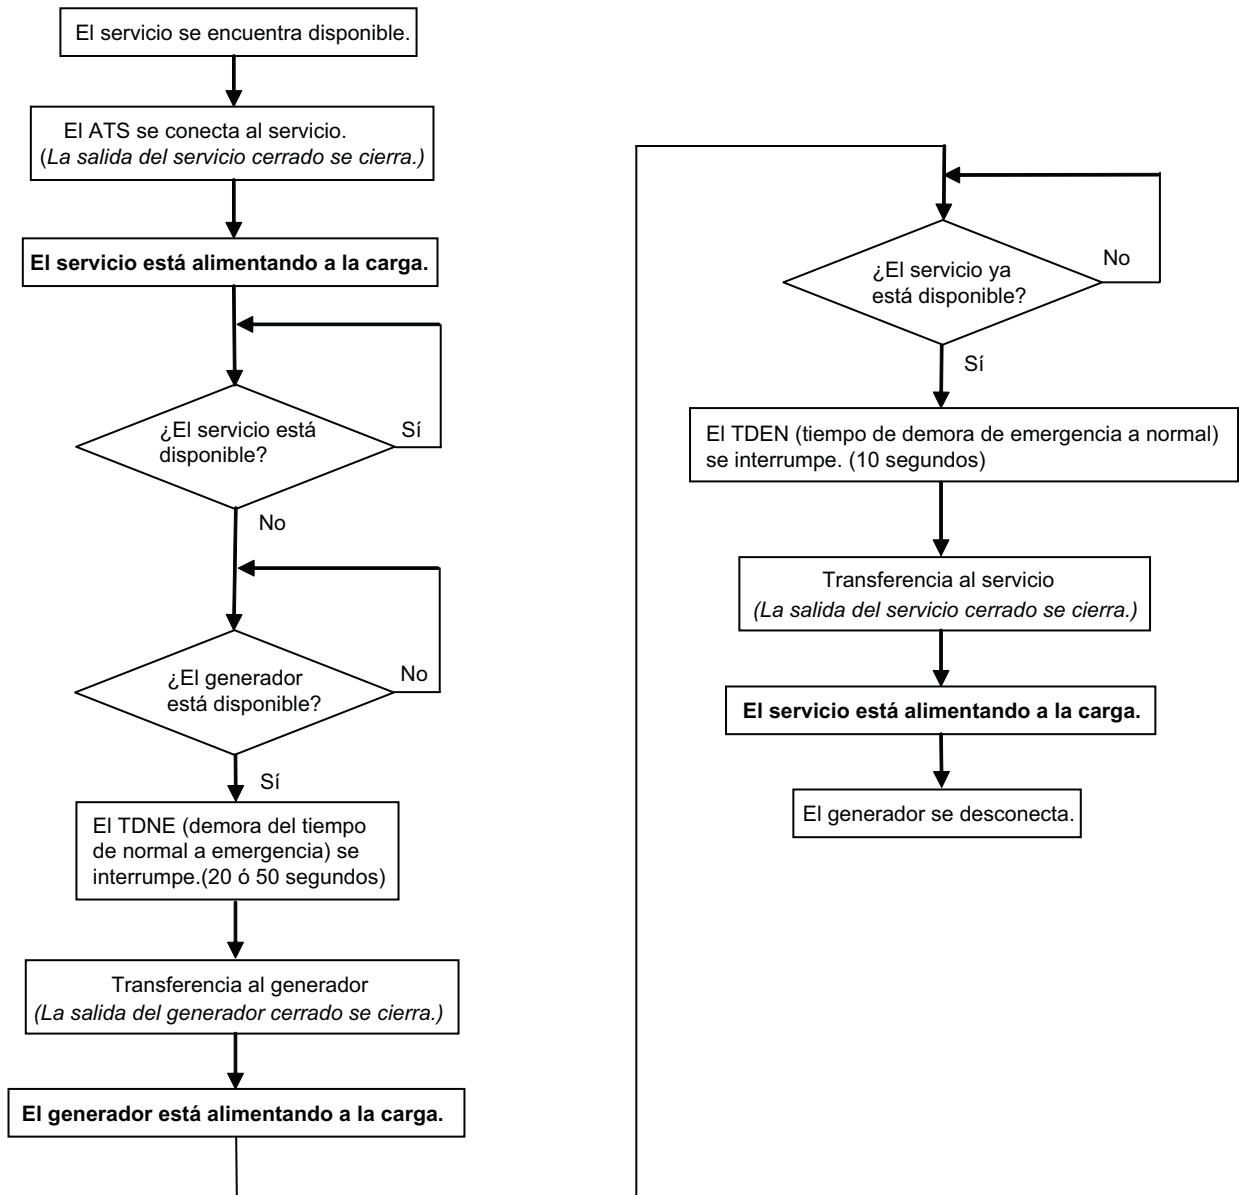 El servicio se encuentra disponible.
El ATS se conecta al servicio.
(La salida del servicio cerrado se cierra.)
El servicio está alimentando a la carga.
¿El servicio está
disponible?
Sí
No
¿El generador
está disponible?
No
Sí
El TDNE (demora del tiempo
de normal a emergencia) se
interrumpe.(20 ó 50 segundos)
Transferencia al generador
(La salida del generador cerrado se cierra.)
El generador está alimentando a la carga.
¿El servicio ya
está disponible?
No
Sí
El TDEN (tiempo de demora de emergencia a normal)
se interrumpe. (10 segundos)
Transferencia al servicio
(La salida del servicio cerrado se cierra.)
El servicio está alimentando a la carga.
El generador se desconecta.